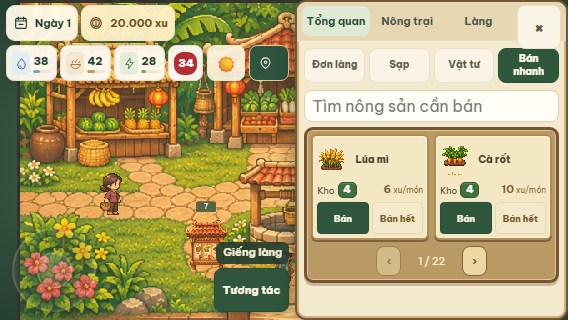 Ngày 1
20.000 xu
38
42
28
34
7
Giếng làng
Tương tác
Tổng quan
Nông trại
Làng
×
Đơn làng
Sạp
Vật tư
Bán nhanh
Tìm nông sản cần bán
Lúa mì
Kho 4
6 xu/món
Bán
Bán hết
Cà rốt
Kho 4
10 xu/món
Bán
Bán hết
‹
1 / 22
›